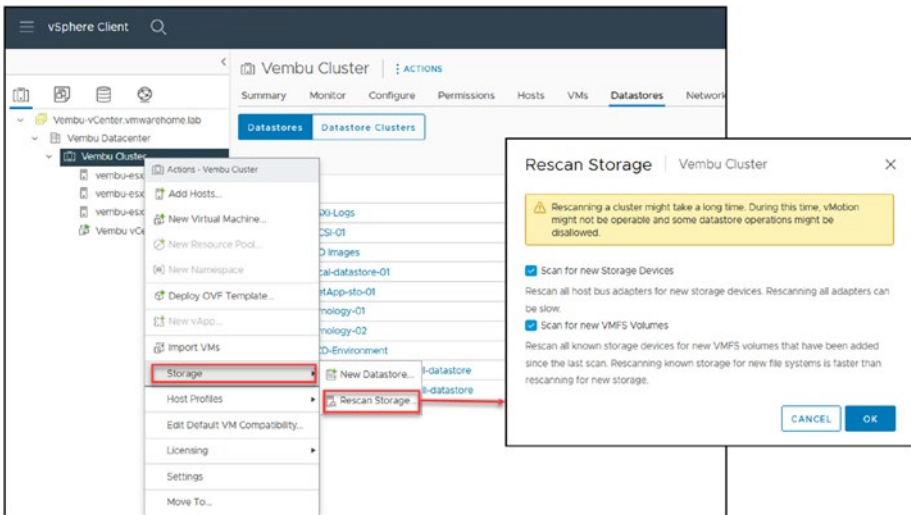 vSphere Client
Vembu Cluster
ACTIONS
Summary Monitor Configure Permissions Hosts VMs Datastores Network
Datastores Datastore Clusters
Vembu-vCenter.vmwarehome.lab
Vembu Datacenter
Vembu Cluster
vembu-esx
vembu-esx
vembu-esx
Vembu vCe
Actions - Vembu Cluster
Add Hosts...
New Virtual Machine...
New Resource Pool...
New Namespace
Deploy OVF Template...
New vApp...
Import VMs
Storage
Host Profiles
Edit Default VM Compatibility...
Licensing
Settings
Move To...
New Datastore...
Rescan Storage...
XI-Logs
CSI-01
O Images
cal-datastore-01
etApp-sto-01
nology-01
nology-02
D-Environment
l-datastore
ll-datastore
Rescan Storage Vembu Cluster
Rescanning a cluster might take a long time. During this time, vMotion
might not be operable and some datastore operations might be
disallowed.
Scan for new Storage Devices
Rescan all host bus adapters for new storage devices. Rescanning all adapters can
be slow.
Scan for new VMFS Volumes
Rescan all known storage devices for new VMFS volumes that have been added
since the last scan. Rescanning known storage for new file systems is faster than
rescanning for new storage.
CANCEL OK